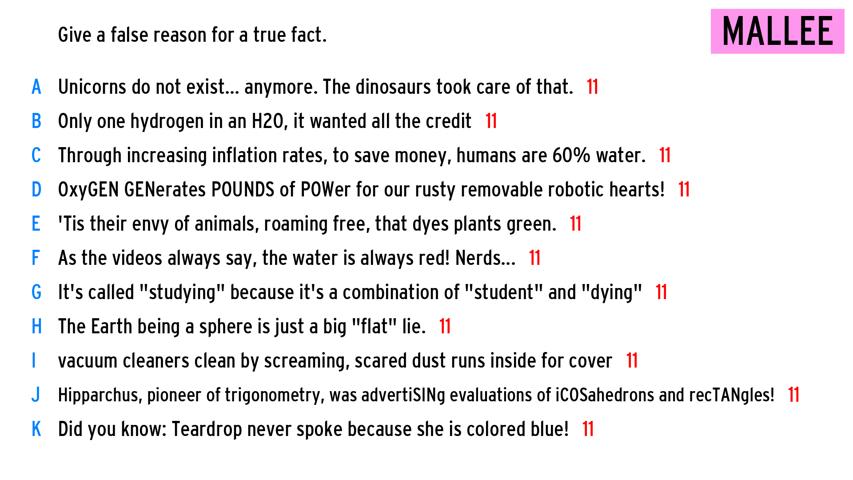 Give a false reason for a true fact.
MALLEE
A Unicorns do not exist... anymore. The dinosaurs took care of that. 11
B Only one hydrogen in an H2O, it wanted all the credit 11
C Through increasing inflation rates, to save money, humans are 60% water. 11
D OxyGEN GENerates POUNDS of POWer for our rusty removable robotic hearts! 11
E 'Tis their envy of animals, roaming free, that dyes plants green. 11
F As the videos always say, the water is always red! Nerds... 11
G It's called "studying" because it's a combination of "student" and "dying" 11
H The Earth being a sphere is just a big "flat" lie. 11
I vacuum cleaners clean by screaming, scared dust runs inside for cover 11
J Hipparchus, pioneer of trigonometry, was advertiSINg evaluations of iCOSahedrons and recTANgles! 11
K Did you know: Teardrop never spoke because she is colored blue! 11